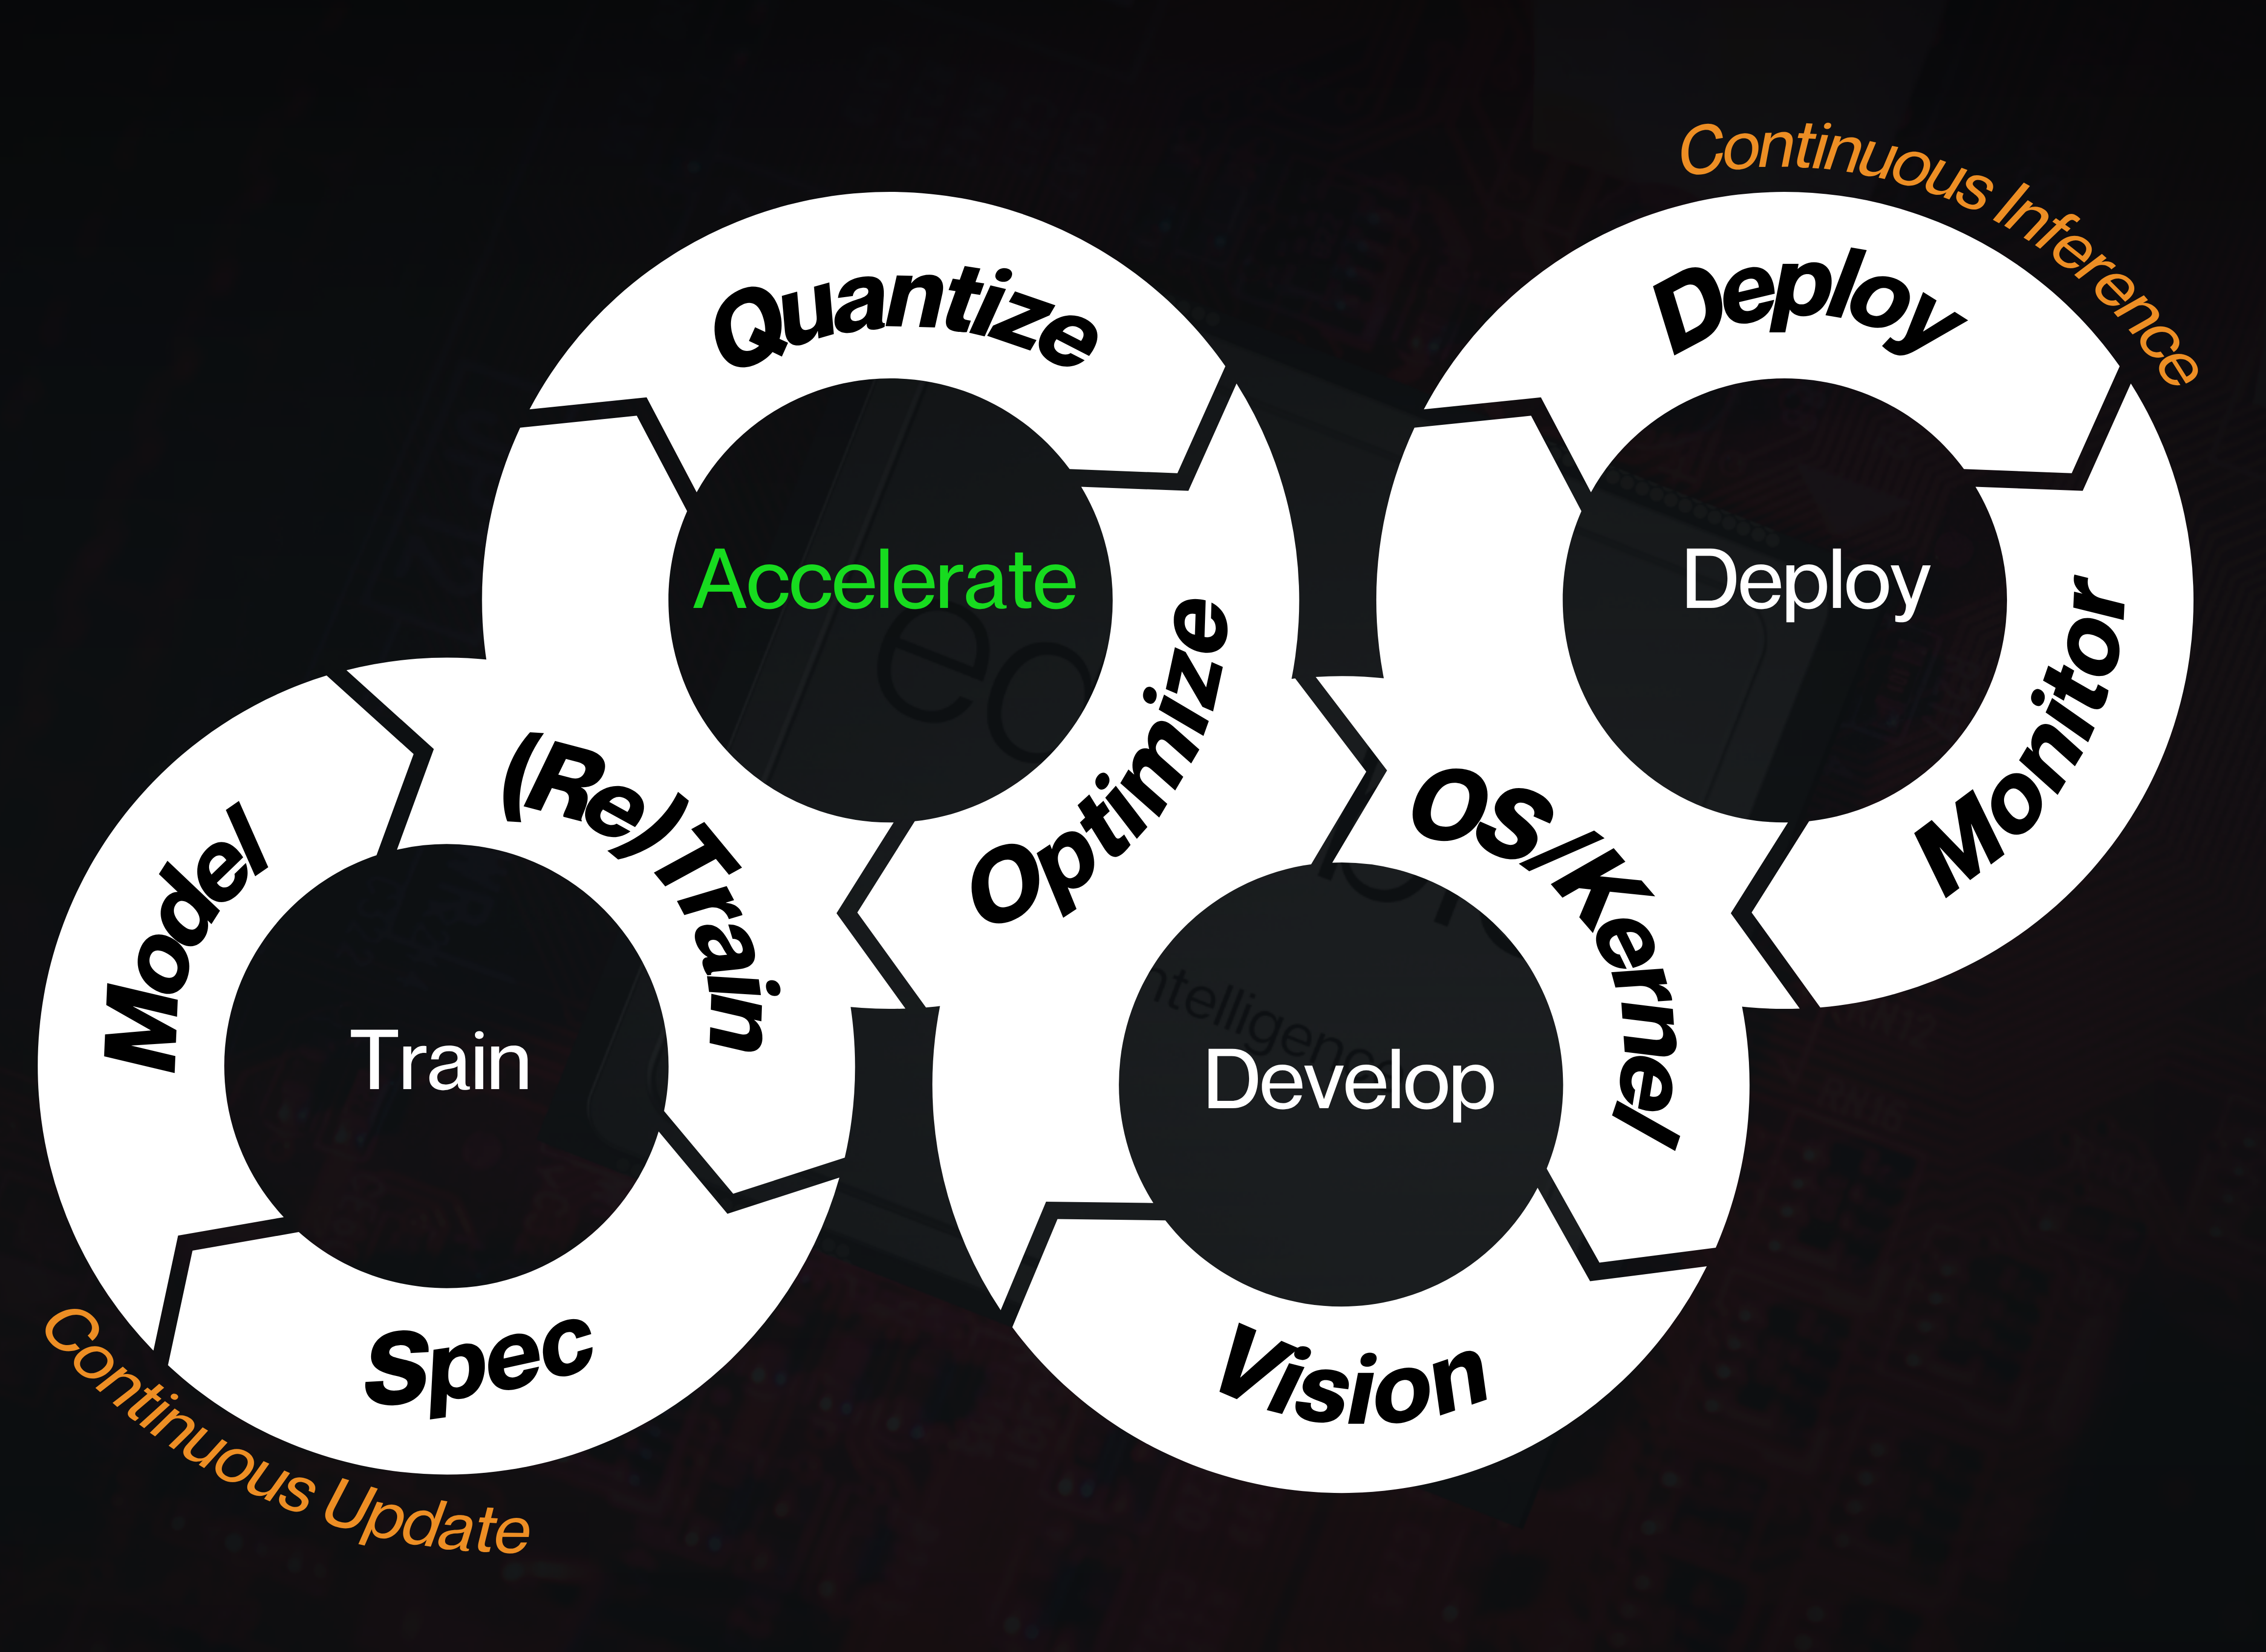 Continuous Inference
Quantize
Deploy
Accelerate
Deploy
Optimize
Monitor
Model
(Re)Train
OS/Kernel
Train
Develop
Spec
Vision
Continuous Update